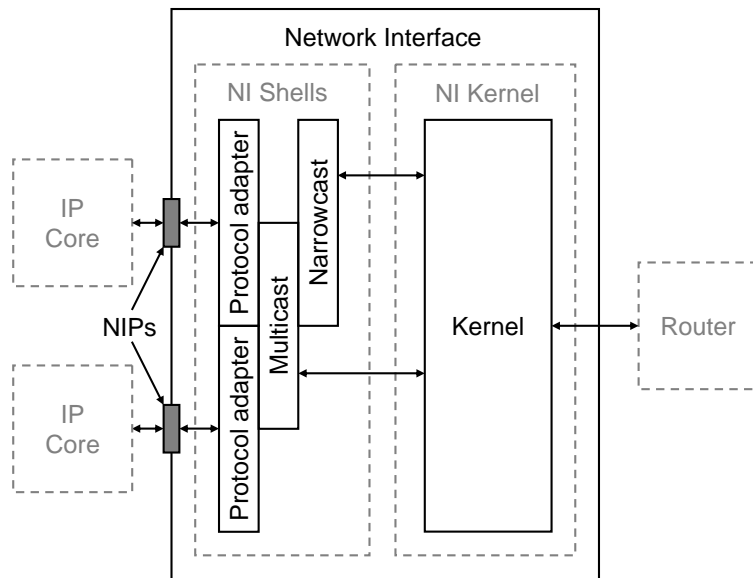 Network Interface
NI Shells
NI Kernel
IP
Core
Protocol adapter
Narrowcast
Multicast
NIPs
Kernel
Router
IP
Core
Protocol adapter